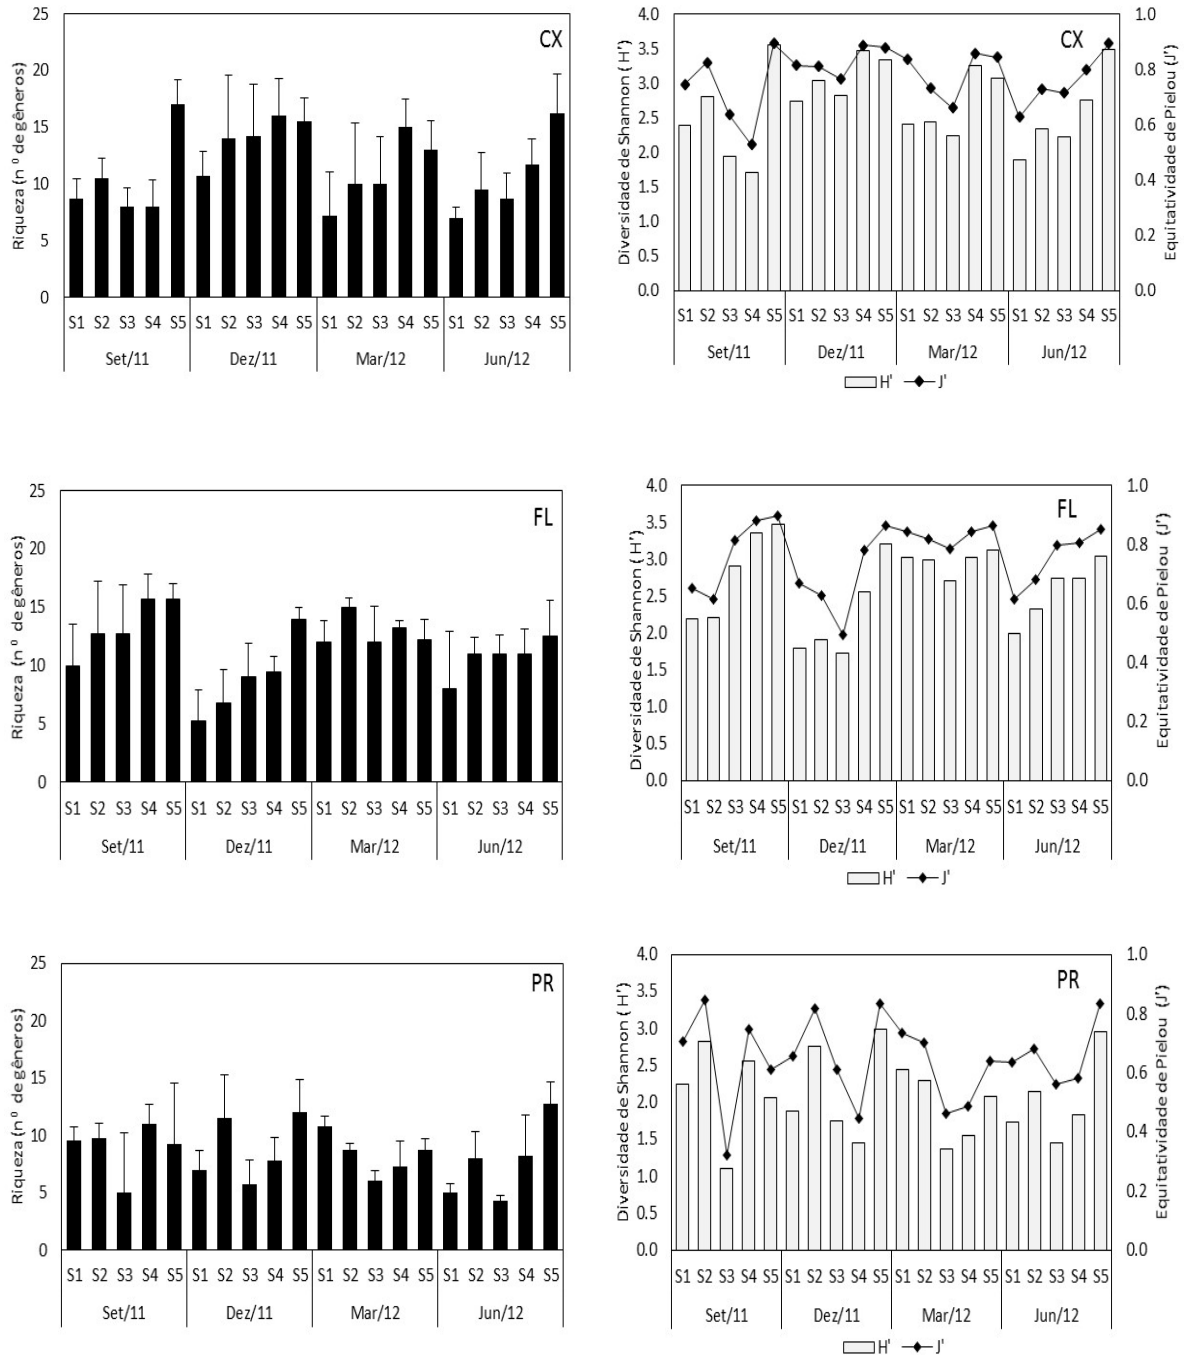 25
20
15
10
5
0
Riqueza (n º de gêneros)
CX
S1 S2 S3 S4 S5 S1 S2 S3 S4 S5 S1 S2 S3 S4 S5 S1 S2 S3 S4 S5
Set/11 Dez/11 Mar/12 Jun/12
4.0
3.5
3.0
2.5
2.0
1.5
1.0
0.5
0.0
Diversidade de Shannon ( H')
CX
1.0
0.8
0.6
0.4
0.2
0.0
Equitatividade de Pielou (J')
S1 S2 S3 S4 S5 S1 S2 S3 S4 S5 S1 S2 S3 S4 S5 S1 S2 S3 S4 S5
Set/11 Dez/11 Mar/12 Jun/12
H' J'
25
20
15
10
5
0
Riqueza (n º de gêneros)
FL
S1 S2 S3 S4 S5 S1 S2 S3 S4 S5 S1 S2 S3 S4 S5 S1 S2 S3 S4 S5
Set/11 Dez/11 Mar/12 Jun/12
4.0
3.5
3.0
2.5
2.0
1.5
1.0
0.5
0.0
Diversidade de Shannon ( H')
FL
1.0
0.8
0.6
0.4
0.2
0.0
Equitatividade de Pielou (J')
S1 S2 S3 S4 S5 S1 S2 S3 S4 S5 S1 S2 S3 S4 S5 S1 S2 S3 S4 S5
Set/11 Dez/11 Mar/12 Jun/12
H' J'
25
20
15
10
5
0
Riqueza (n º de gêneros)
PR
S1 S2 S3 S4 S5 S1 S2 S3 S4 S5 S1 S2 S3 S4 S5 S1 S2 S3 S4 S5
Set/11 Dez/11 Mar/12 Jun/12
4.0
3.5
3.0
2.5
2.0
1.5
1.0
0.5
0.0
Diversidade de Shannon ( H')
PR
1.0
0.8
0.6
0.4
0.2
0.0
Equitatividade de Pielou (J')
S1 S2 S3 S4 S5 S1 S2 S3 S4 S5 S1 S2 S3 S4 S5 S1 S2 S3 S4 S5
Set/11 Dez/11 Mar/12 Jun/12
H' J'